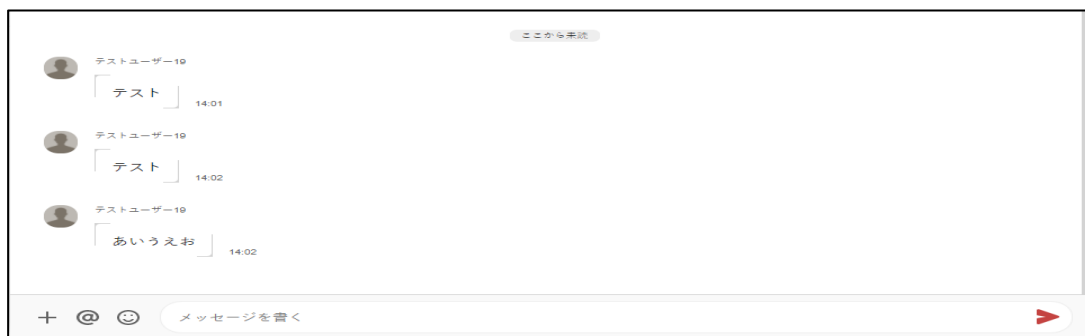 ここから未読
テストユーザー19
テスト
14:01
テストユーザー19
テスト
14:02
テストユーザー19
あいうえお
14:02
+ @ メッセージを書く